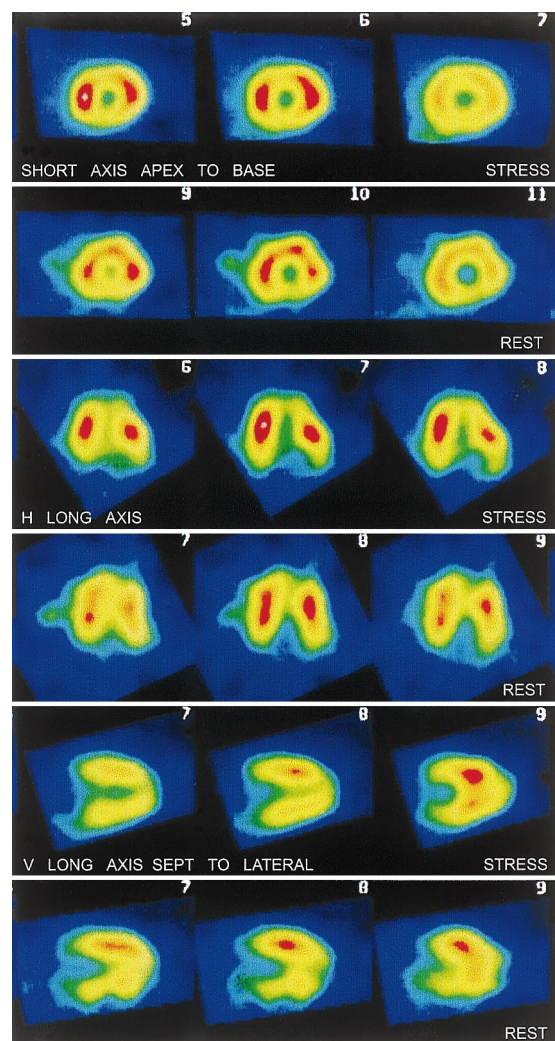 5 6 7
SHORT AXIS APEX TO BASE STRESS
9 10 11
REST
6 7 8
H LONG AXIS STRESS
7 8 9
REST
7 8 9
V LONG AXIS SEPT TO LATERAL STRESS
7 8 9
REST